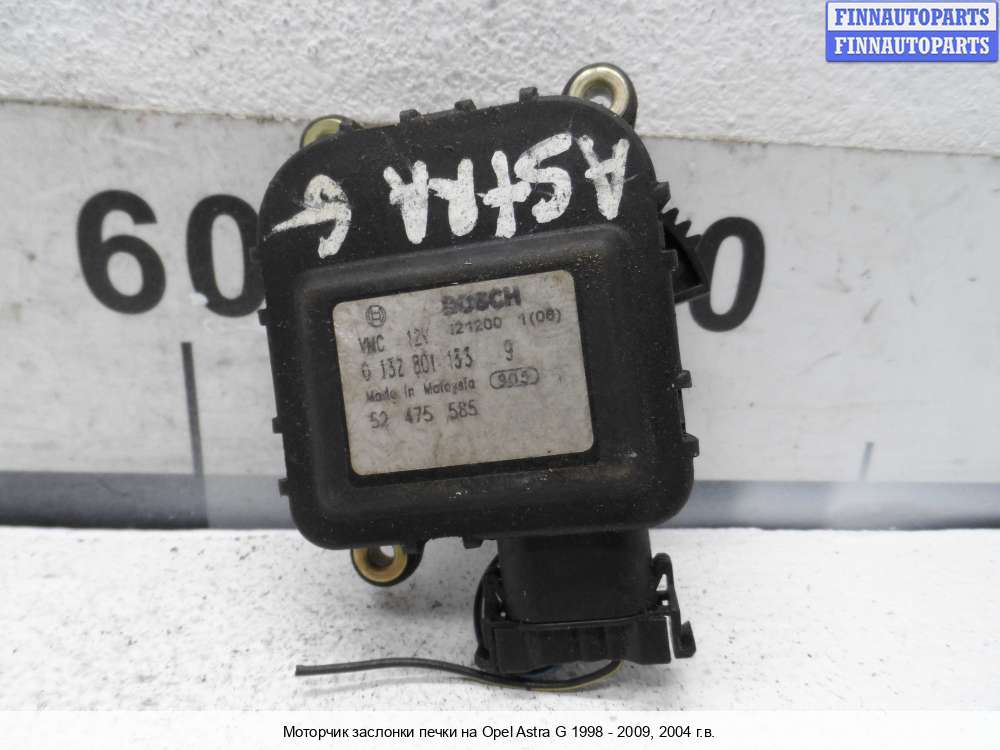 FINNAUTOPARTS
FINNAUTOPARTS
ASTRA G
60
0
BOSCH
VMC 12V 121200 1(08)
0 132 801 133 9
Made in Malaysia 905
52 475 585
Моторчик заслонки печки на Opel Astra G 1998 - 2009, 2004 г.в.